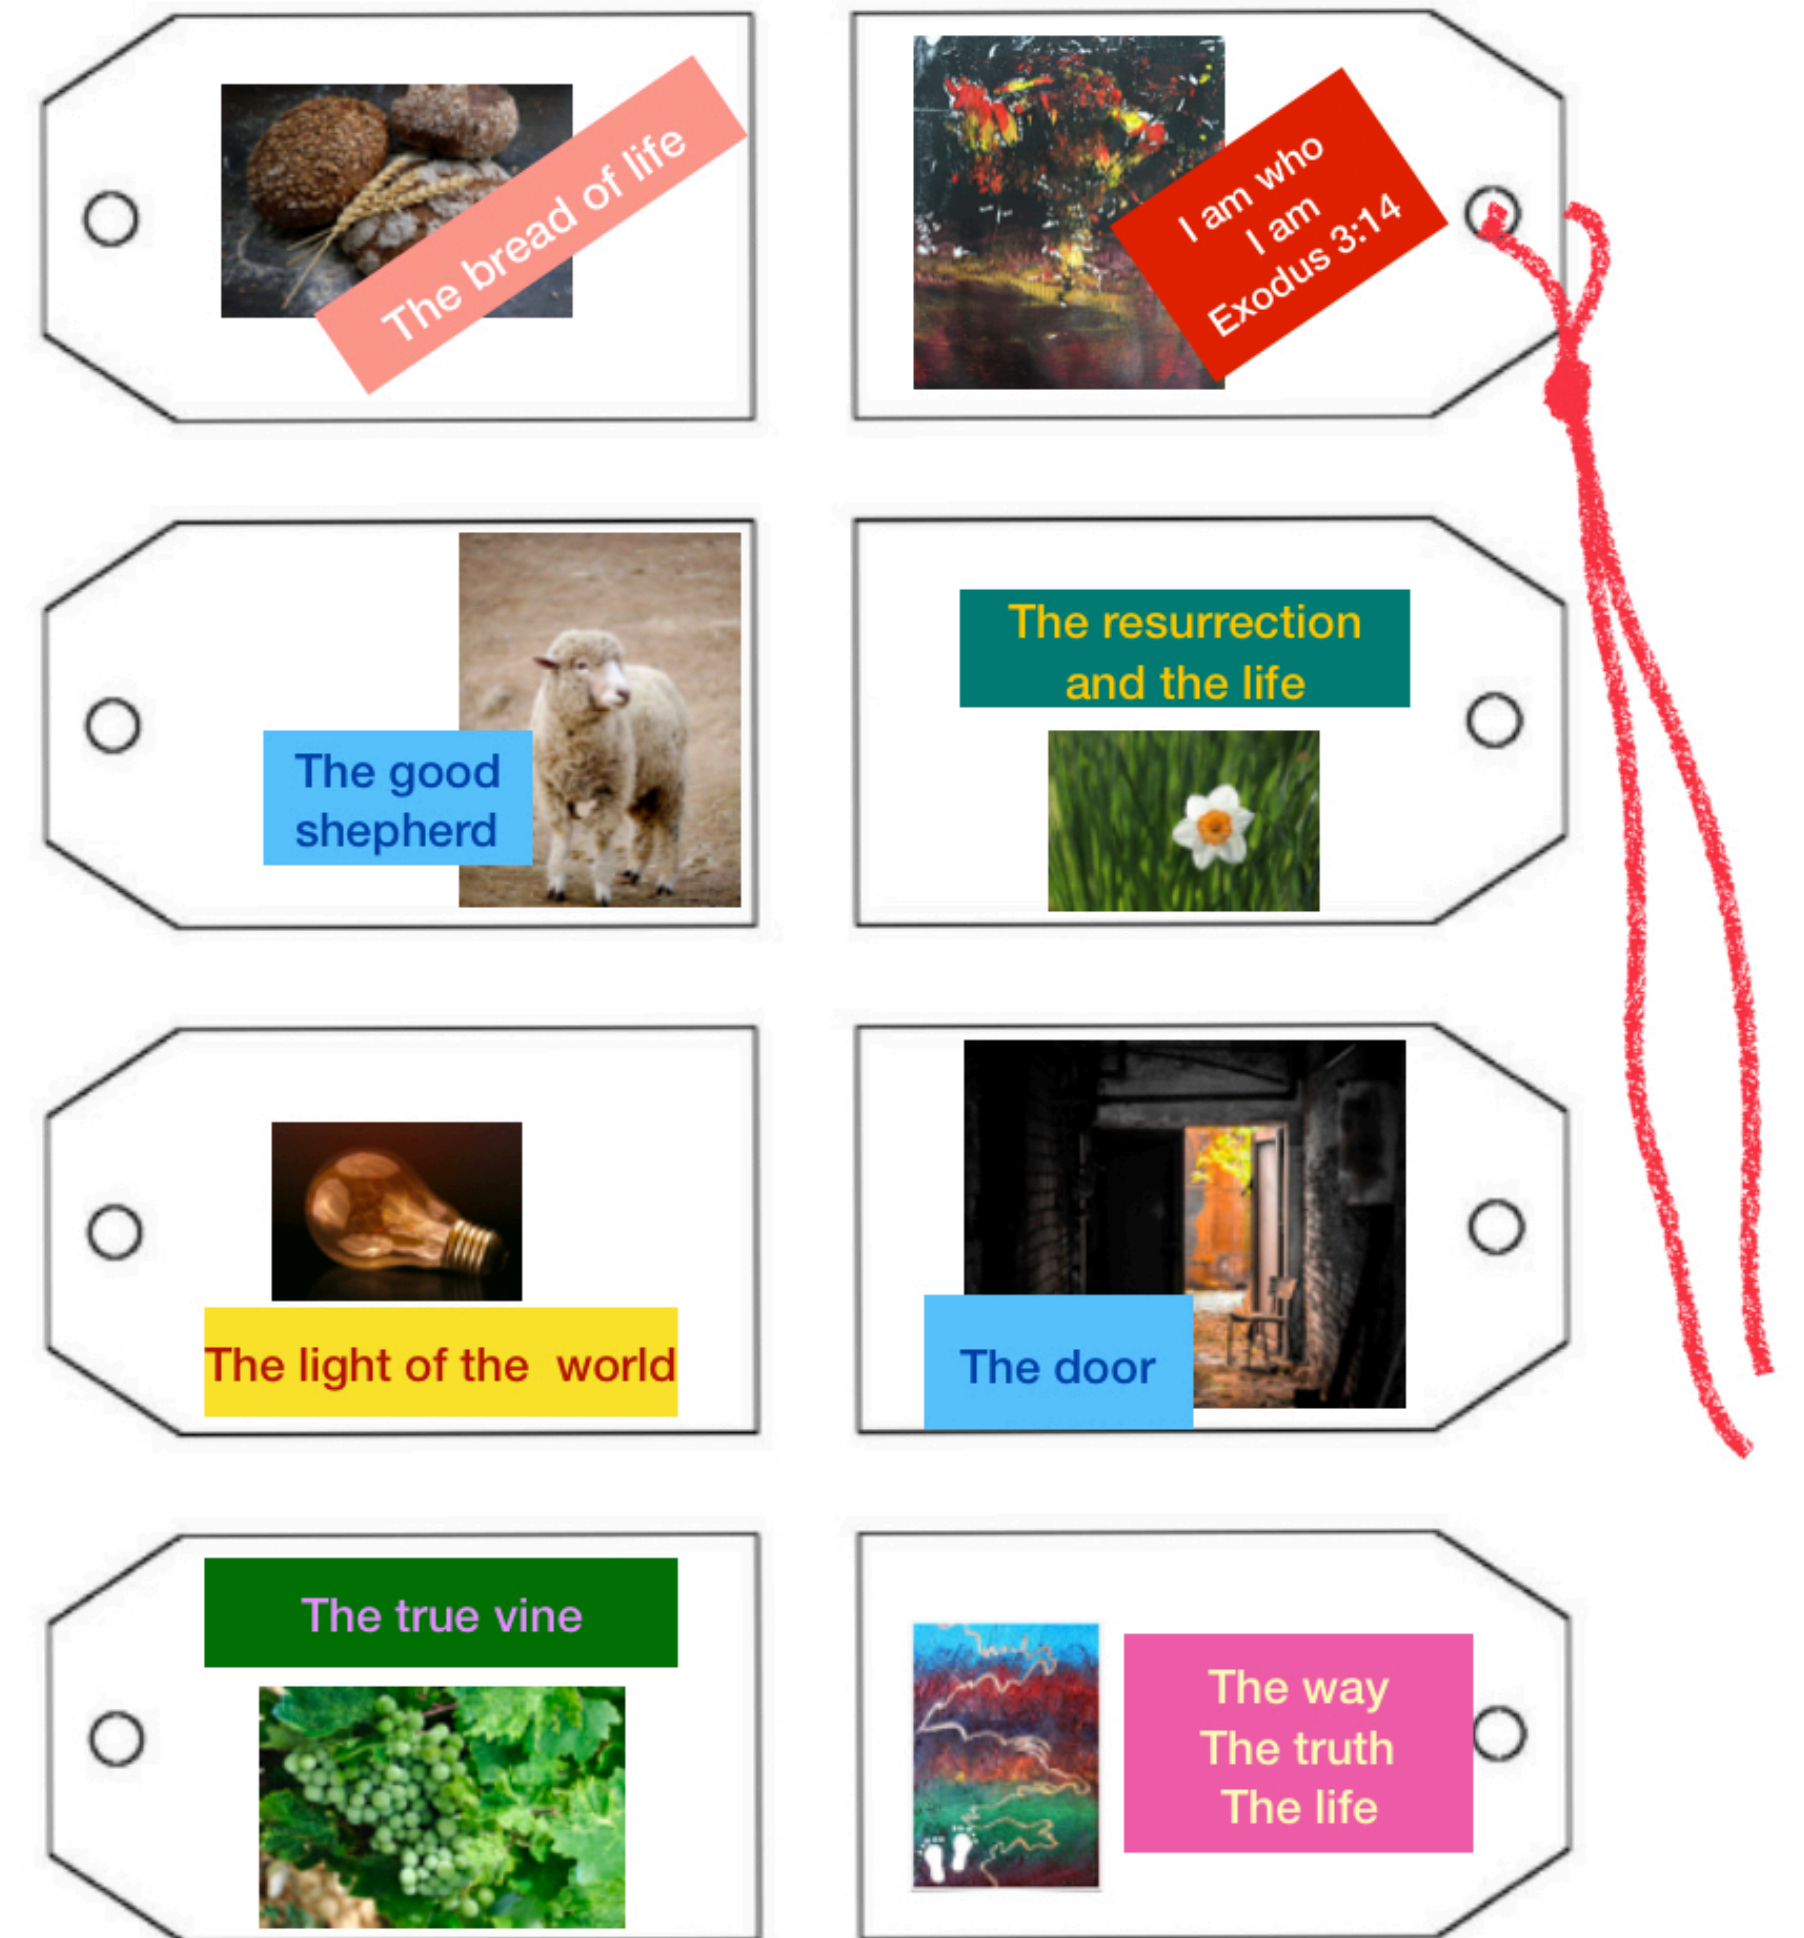 The bread of life
I am who
I am
Exodus 3:14
The good
shepherd
The resurrection
and the life
The light of the  world
The door
The true vine
The way
The truth
The life